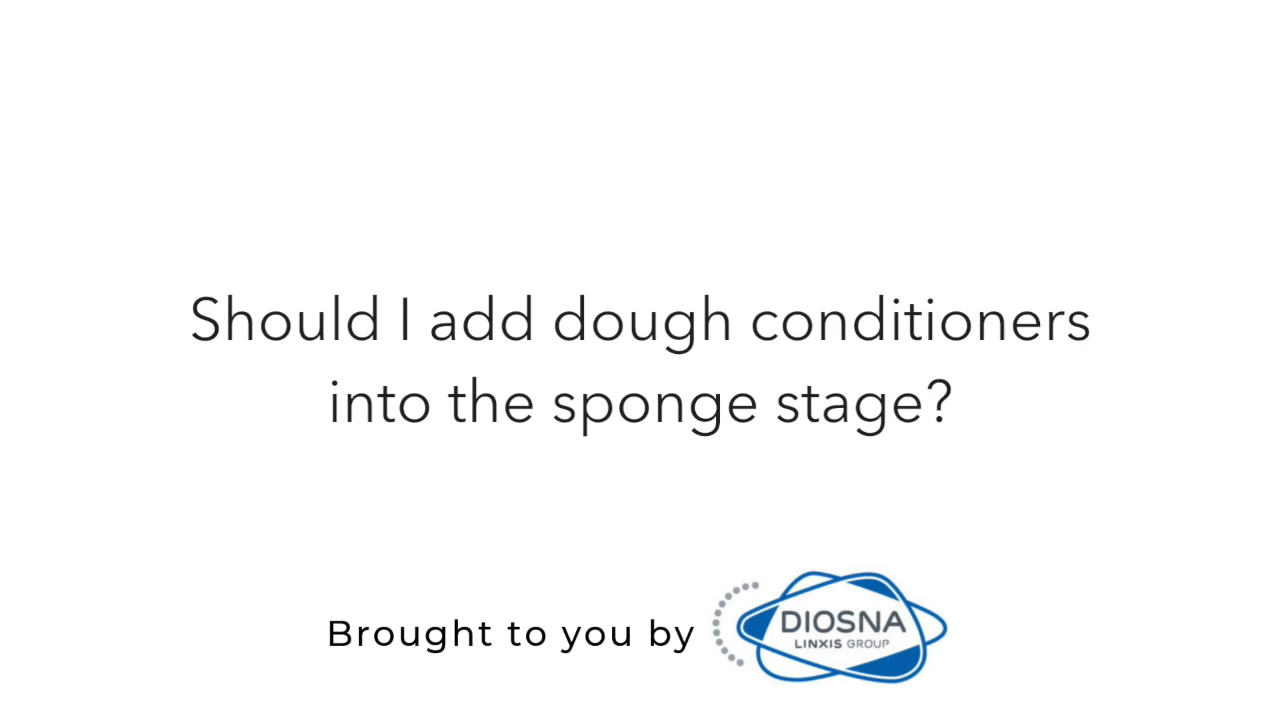 Should I add dough conditioners
into the sponge stage?
Brought to you by
DIOSNA
LINXIS GROUP